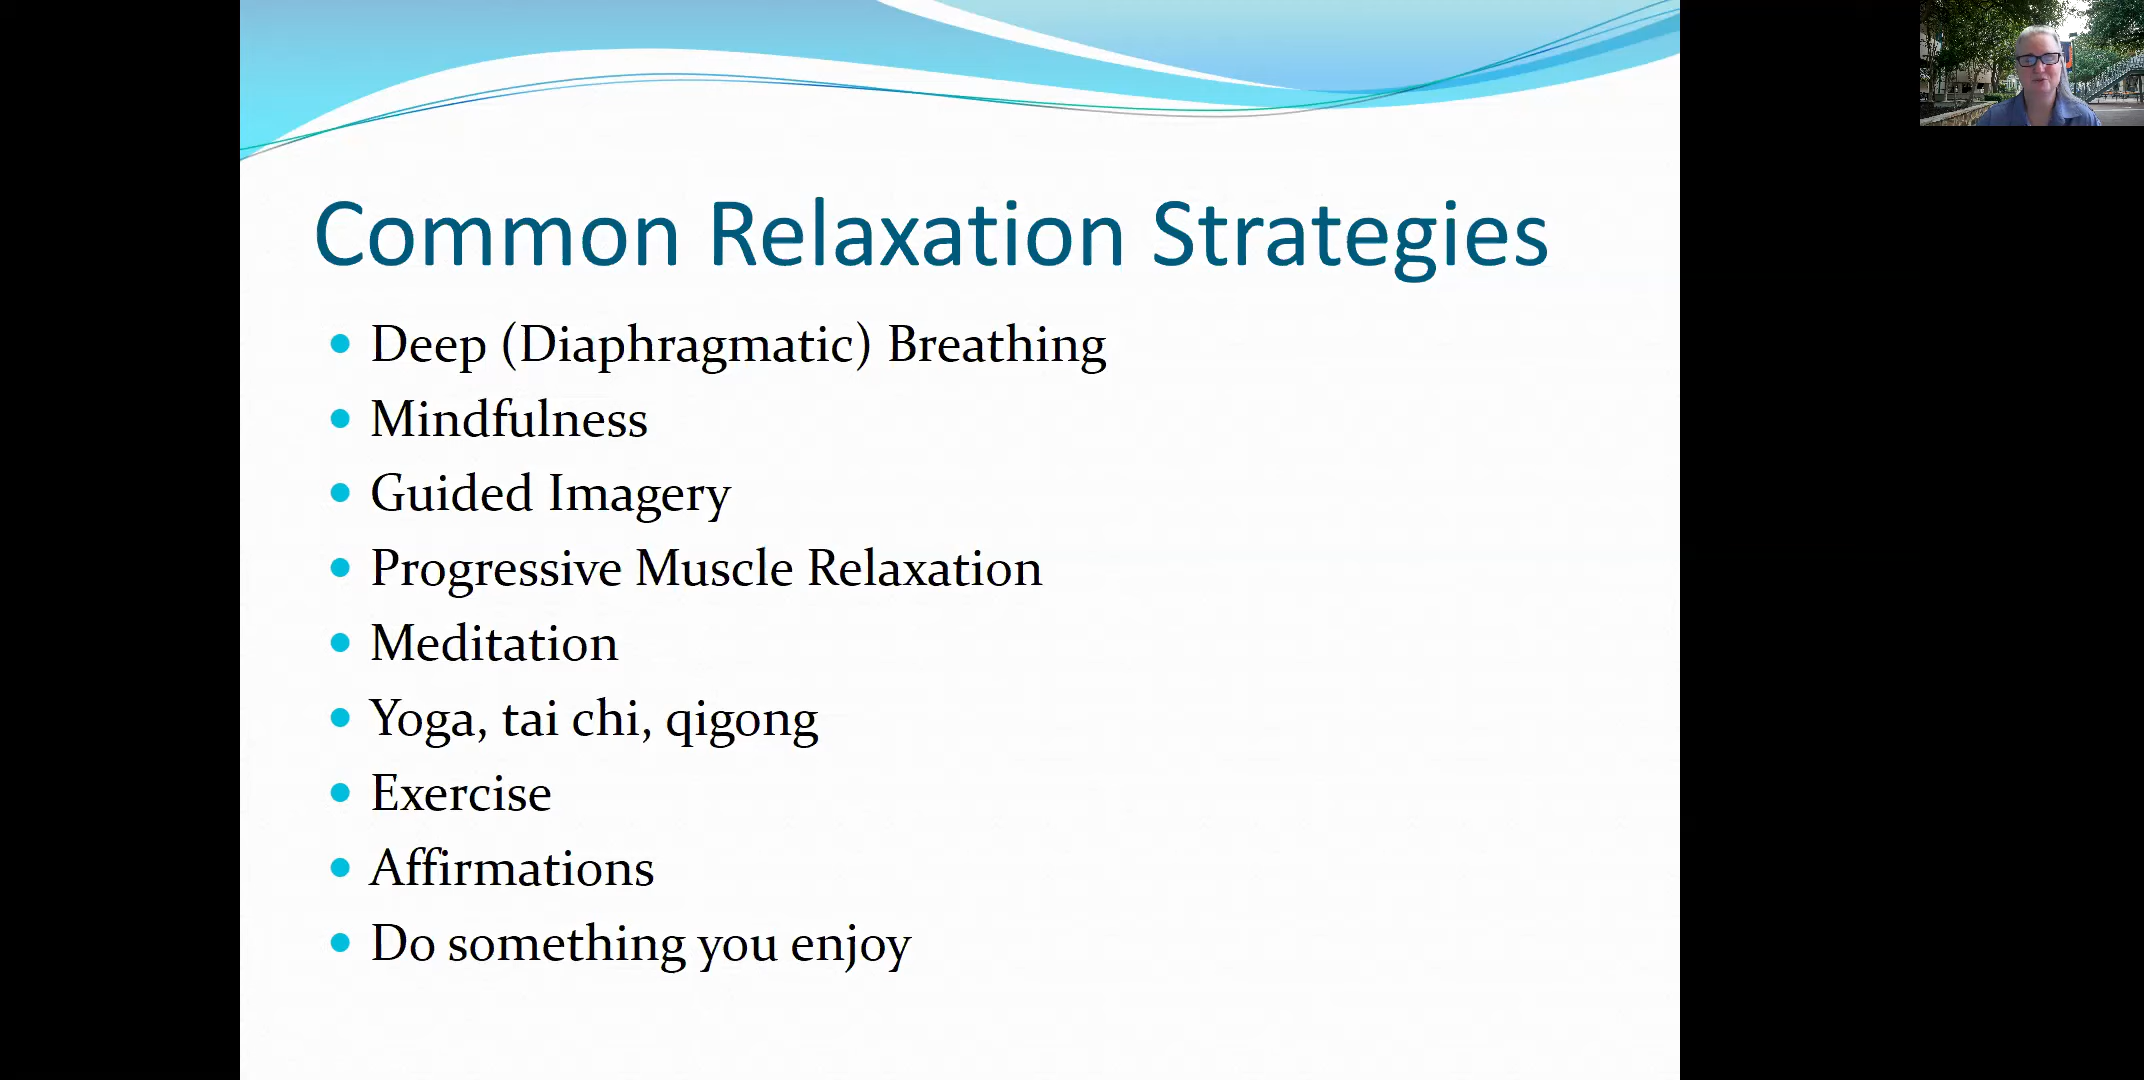 Common Relaxation Strategies
Deep (Diaphragmatic) Breathing
Mindfulness
Guided Imagery
Progressive Muscle Relaxation
Meditation
Yoga, tai chi, qigong
Exercise
Affirmations
Do something you enjoy